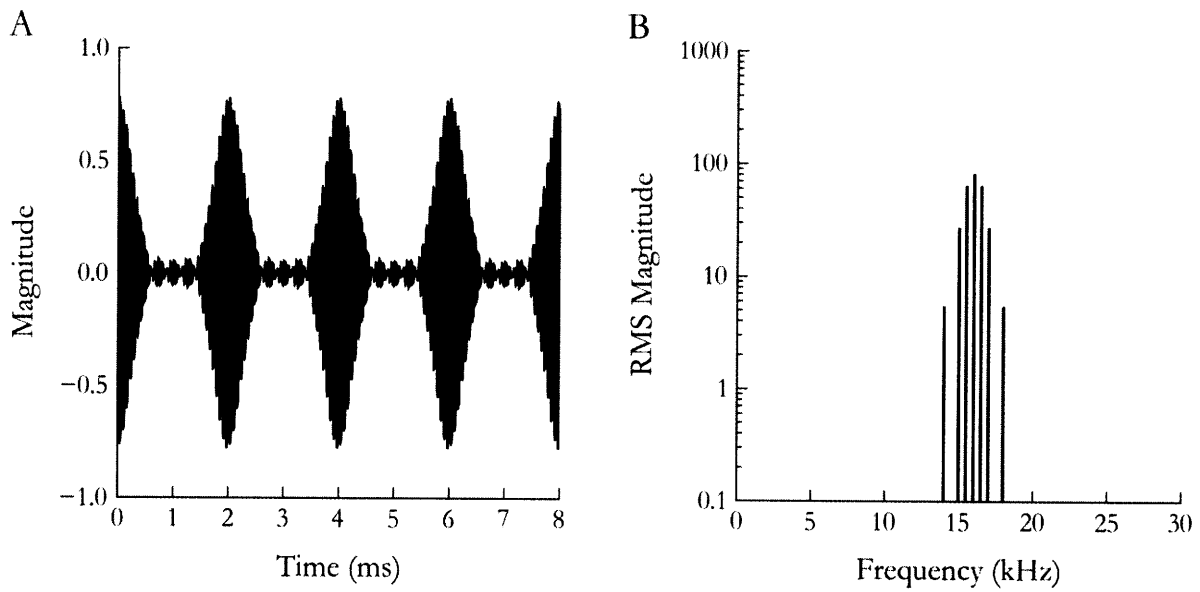 A
1.0
0.5
0.0
−0.5
−1.0
0 1 2 3 4 5 6 7 8
Magnitude
Time (ms)
B
1000
100
10
1
0.1
0 5 10 15 20 25 30
RMS Magnitude
Frequency (kHz)